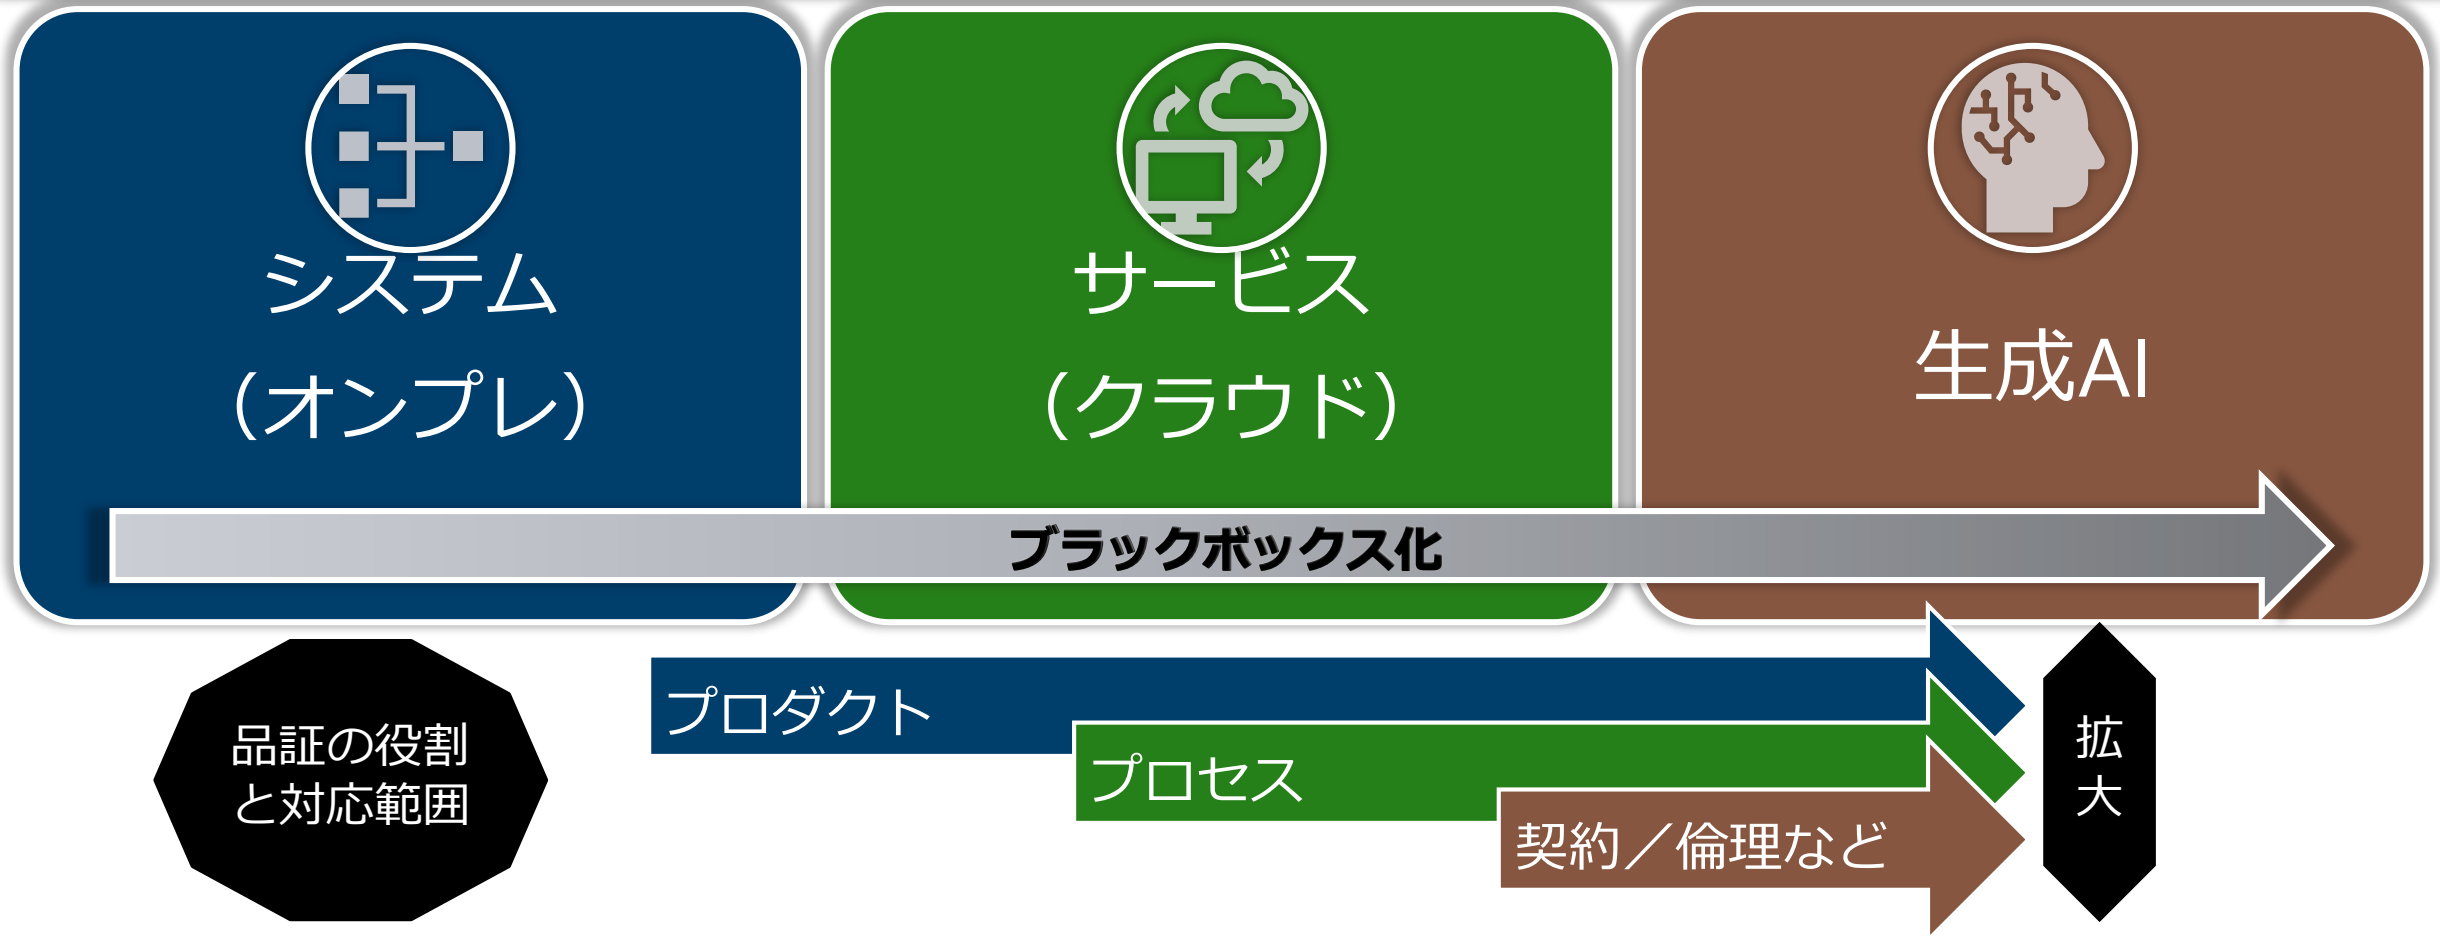 システム
(オンプレ)
サービス
(クラウド)
生成AI
ブラックボックス化
品証の役割
と対応範囲
プロダクト
プロセス
契約／倫理など
拡
大